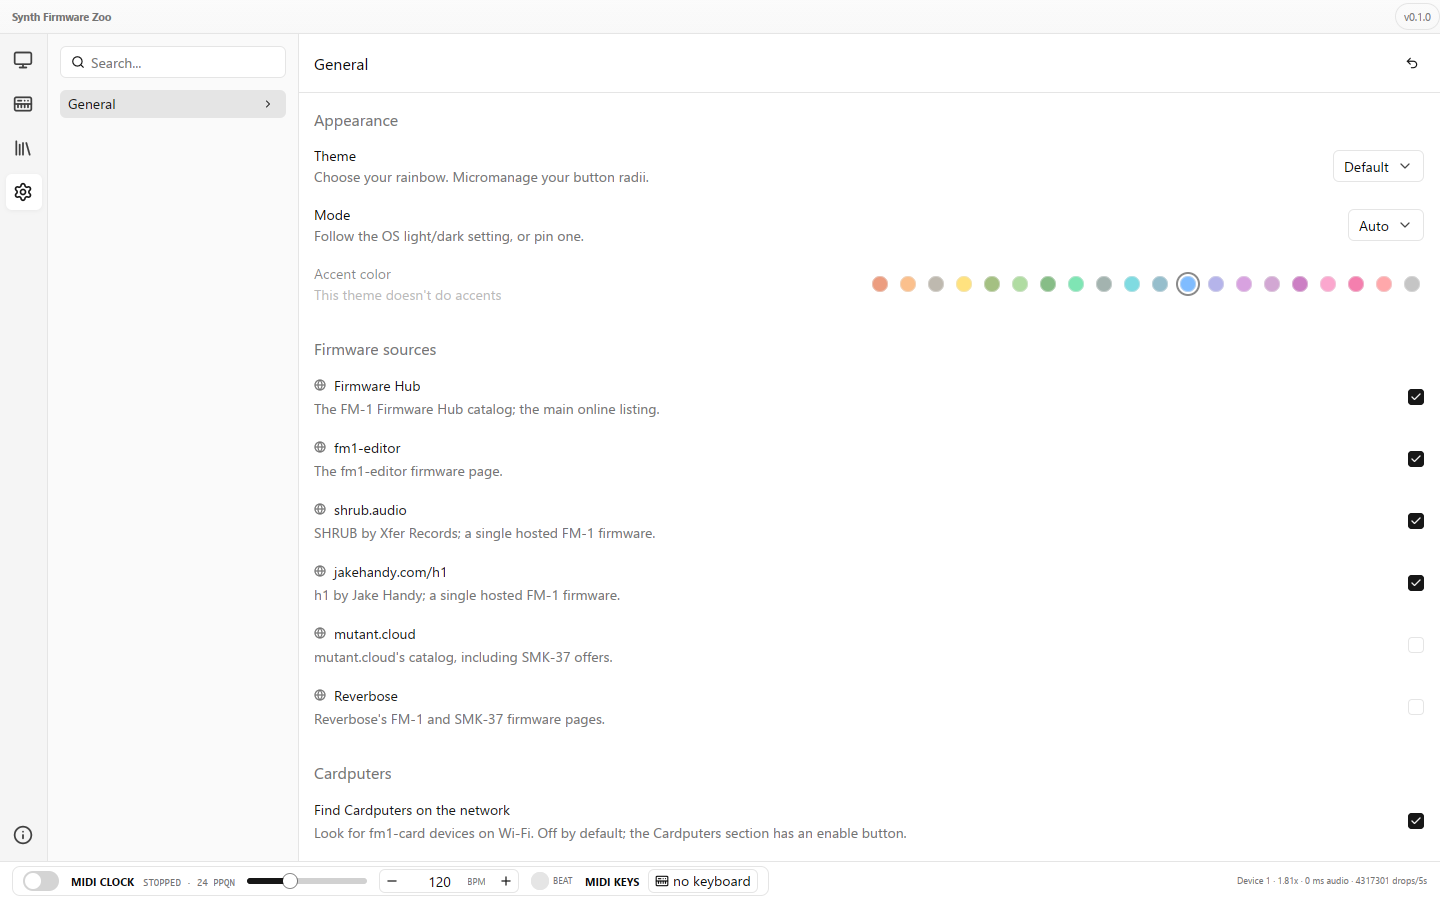 Synth Firmware Zoo
v0.1.0
Search...
General
General
Appearance
Theme
Choose your rainbow. Micromanage your button radii.
Default
Mode
Follow the OS light/dark setting, or pin one.
Auto
Accent color
This theme doesn't do accents
Firmware sources
Firmware Hub
The FM-1 Firmware Hub catalog; the main online listing.
fm1-editor
The fm1-editor firmware page.
shrub.audio
SHRUB by Xfer Records; a single hosted FM-1 firmware.
jakehandy.com/h1
h1 by Jake Handy; a single hosted FM-1 firmware.
mutant.cloud
mutant.cloud's catalog, including SMK-37 offers.
Reverbose
Reverbose's FM-1 and SMK-37 firmware pages.
Cardputers
Find Cardputers on the network
Look for fm1-card devices on Wi-Fi. Off by default; the Cardputers section has an enable button.
MIDI CLOCK STOPPED · 24 PPQN − 120 BPM + BEAT MIDI KEYS no keyboard Device 1 · 1.81x · 0 ms audio · 4317301 drops/5s